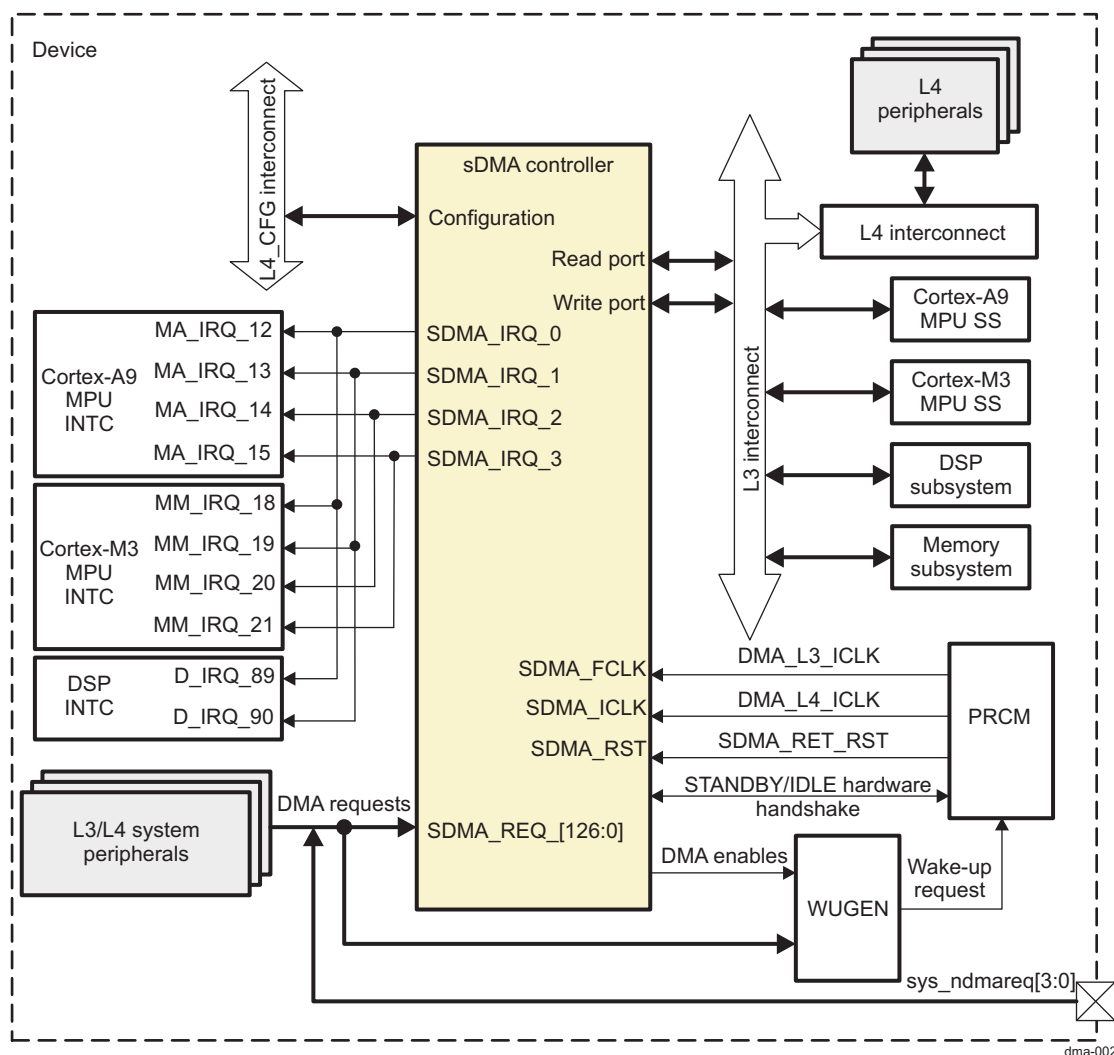 Device
L4_CFG interconnect
L4
peripherals
sDMA controller
Configuration
Read port
Write port
L4 interconnect
L3 interconnect
Cortex-A9
MPU SS
Cortex-M3
MPU SS
DSP
subsystem
Memory
subsystem
Cortex-A9
MPU
INTC
MA_IRQ_12
MA_IRQ_13
MA_IRQ_14
MA_IRQ_15
SDMA_IRQ_0
SDMA_IRQ_1
SDMA_IRQ_2
SDMA_IRQ_3
Cortex-M3
MPU
INTC
MM_IRQ_18
MM_IRQ_19
MM_IRQ_20
MM_IRQ_21
DSP
INTC
D_IRQ_89
D_IRQ_90
SDMA_FCLK
SDMA_ICLK
SDMA_RST
DMA_L3_ICLK
DMA_L4_ICLK
SDMA_RET_RST
STANDBY/IDLE hardware
handshake
PRCM
L3/L4 system
peripherals
DMA requests
SDMA_REQ_[126:0]
DMA enables
WUGEN
Wake-up
request
sys_ndmareq[3:0]
dma-002